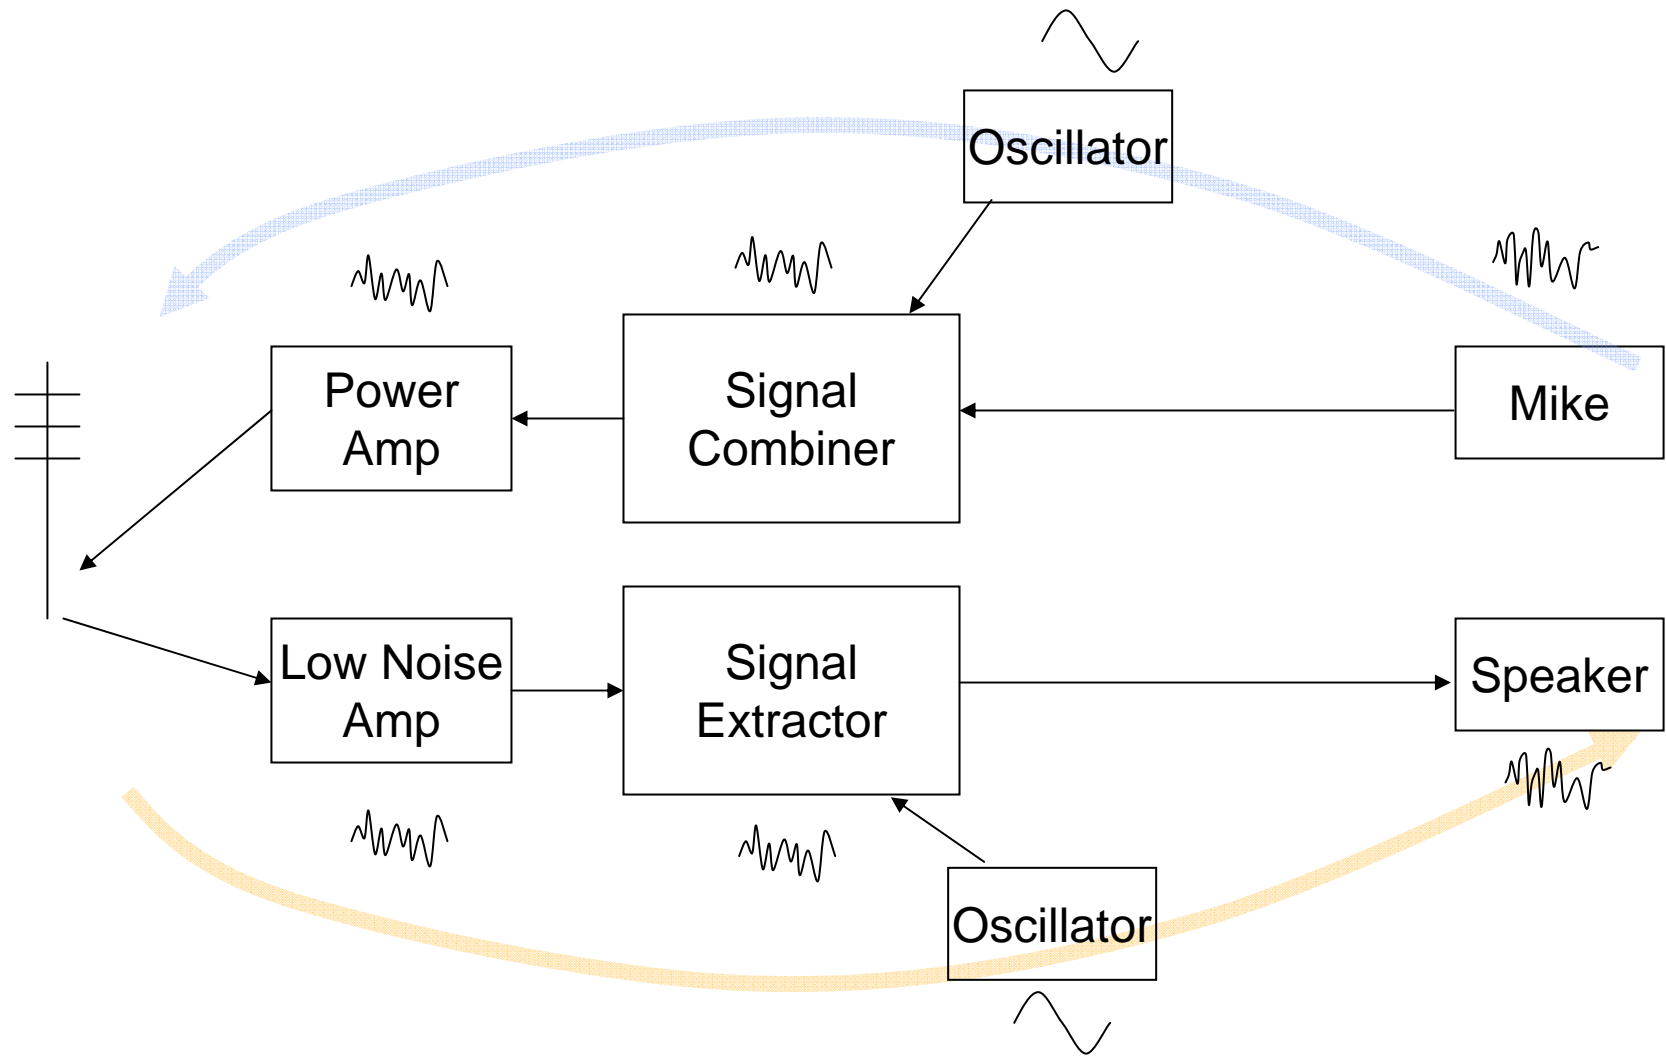 Oscillator
Power
Amp
Signal
Combiner
Mike
Low Noise
Amp
Signal
Extractor
Speaker
Oscillator